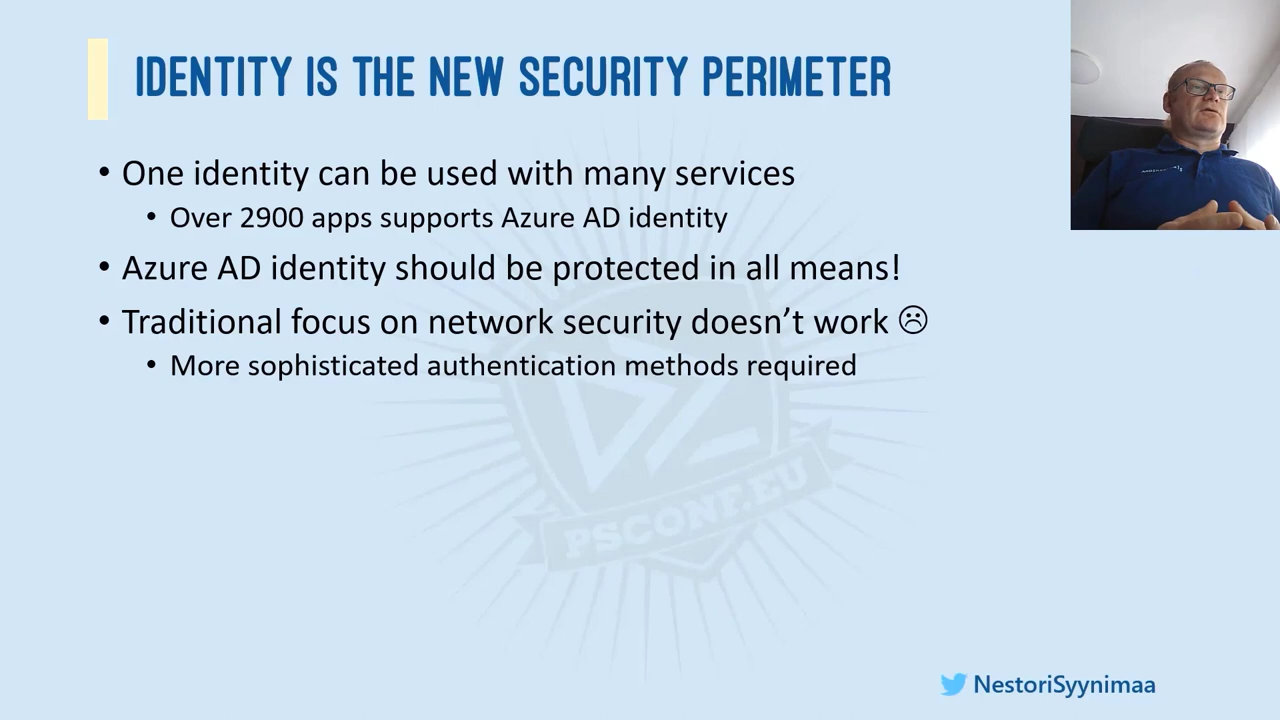 IDENTITY IS THE NEW SECURITY PERIMETER
• One identity can be used with many services
• Over 2900 apps supports Azure AD identity
• Azure AD identity should be protected in all means!
• Traditional focus on network security doesn’t work ☹
• More sophisticated authentication methods required
PSCONF.EU
NestoriSyynimaa